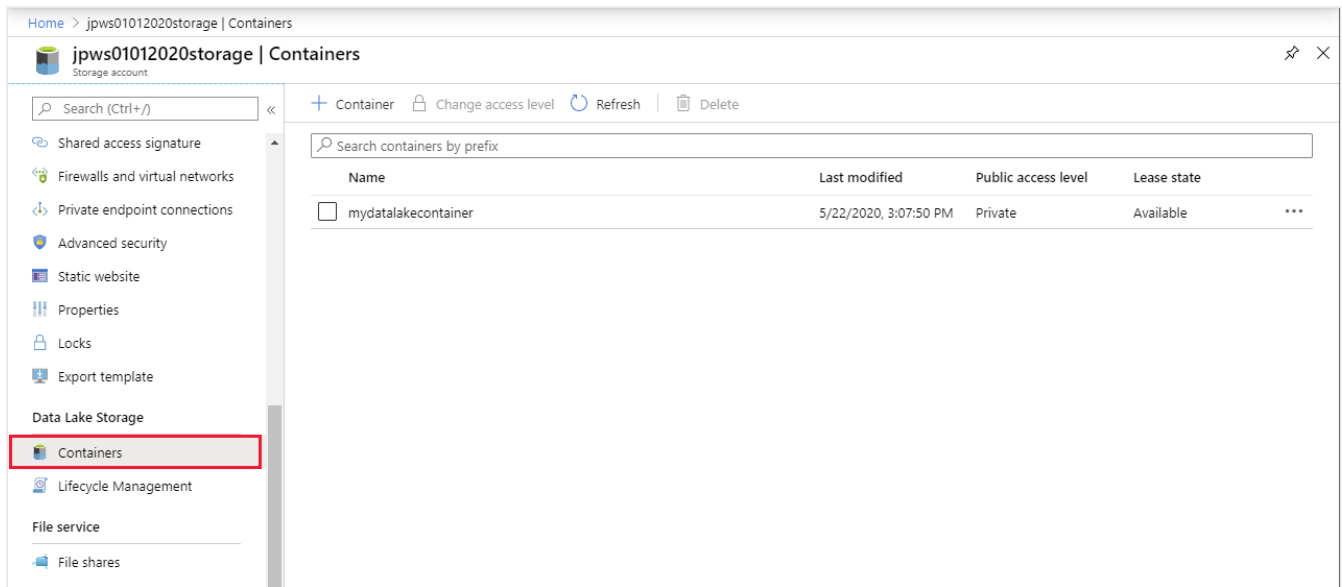 Home > jpws01012020storage | Containers
jpws01012020storage | Containers
Storage account
Search (Ctrl+/)
«
Shared access signature
Firewalls and virtual networks
Private endpoint connections
Advanced security
Static website
Properties
Locks
Export template
Data Lake Storage
Containers
Lifecycle Management
File service
File shares
+ Container Change access level Refresh Delete
Search containers by prefix
Name Last modified Public access level Lease state
mydatalakecontainer 5/22/2020, 3:07:50 PM Private Available ...